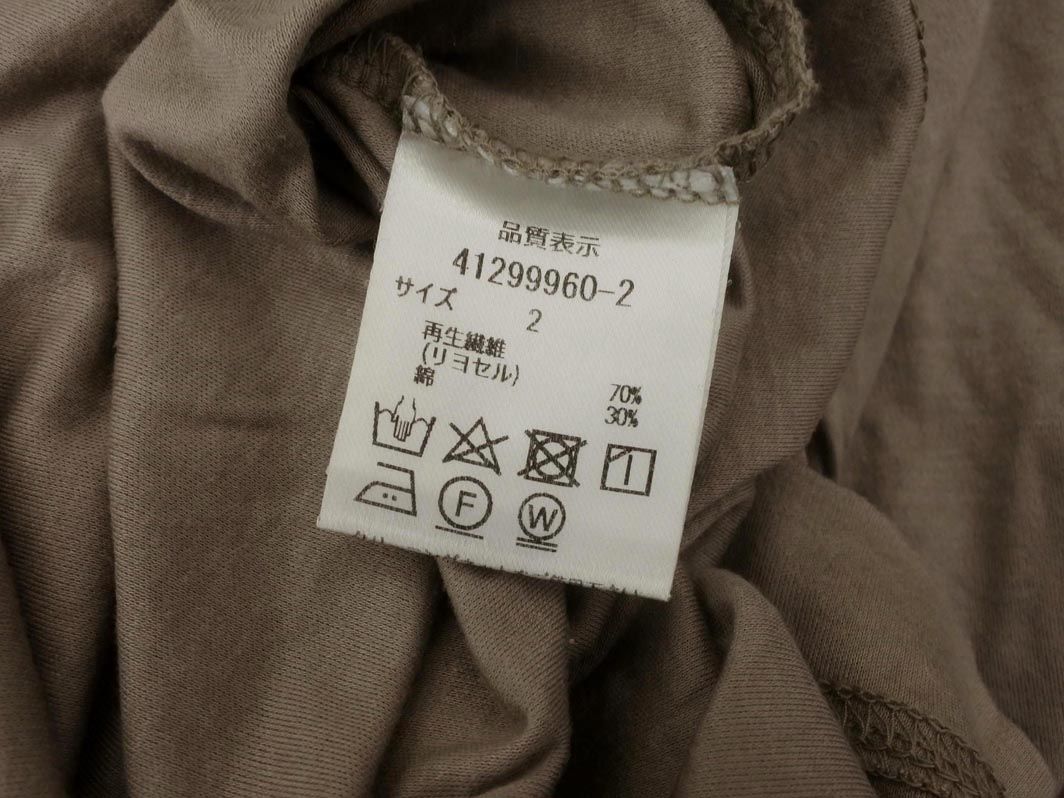 品質表示
41299960-2
サイズ 2
再生繊維
(リヨセル) 70%
綿 30%
F W